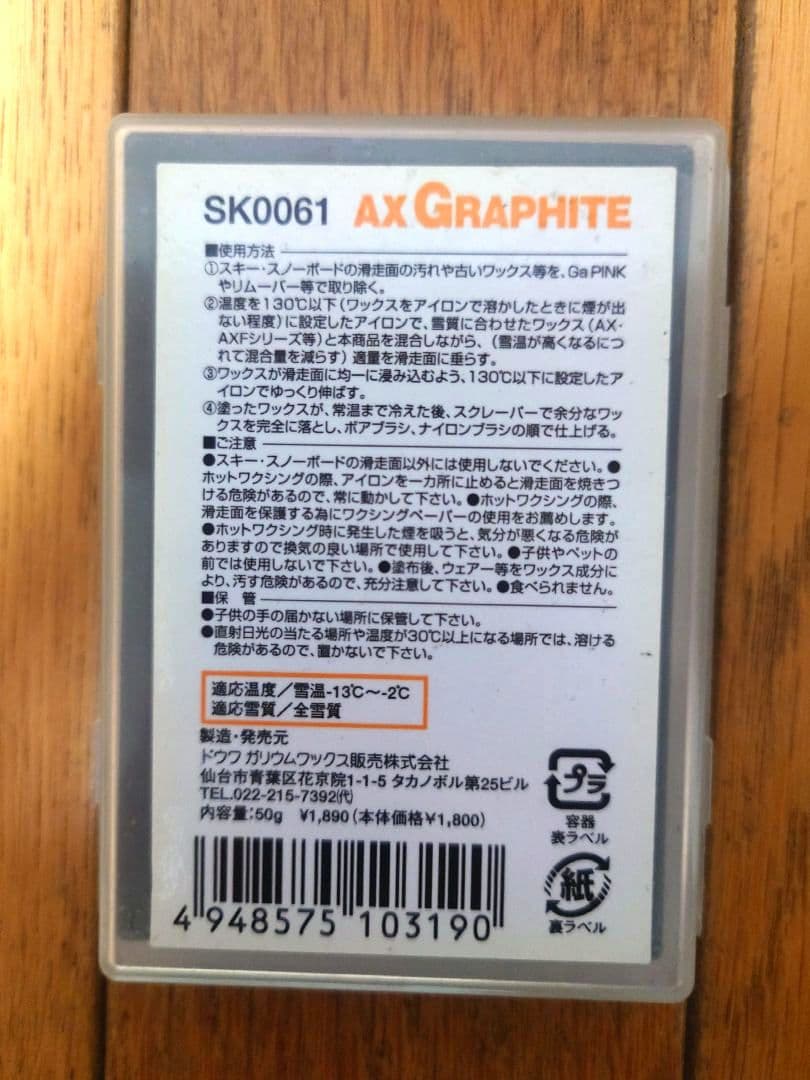 SK0061 AX GRAPHITE
■使用方法
①スキー・スノーボードの滑走面の汚れや古いワックス等を、Ga PINK
やリムーバー等で取り除く。
②温度を130℃以下(ワックスをアイロンで溶かしたときに煙が出
ない程度)に設定したアイロンで、雪質に合わせたワックス(AX・
AXFシリーズ等)と本商品を混合しながら、(雪温が高くなるにつ
れて混合量を減らす)適量を滑走面に垂らす。
③ワックスが滑走面に均一に浸み込むよう、130℃以下に設定したア
イロンでゆっくり伸ばす。
④塗ったワックスが、常温まで冷えた後、スクレーパーで余分なワッ
クスを完全に落とし、ボアブラシ、ナイロンブラシの順で仕上げる。
■ご注意
●スキー・スノーボードの滑走面以外には使用しないでください。●
ホットワクシングの際、アイロンを一カ所に止めると滑走面を焼きつ
ける危険があるので、常に動かして下さい。●ホットワクシングの際、
滑走面を保護する為にワクシングペーパーの使用をお薦めします。
●ホットワクシング時に発生した煙を吸うと、気分が悪くなる危険が
ありますので換気の良い場所で使用して下さい。●子供やペットの
前では使用しないで下さい。●塗布後、ウェアー等をワックス成分に
より、汚す危険があるので、充分注意して下さい。●食べられません。
■保 管
●子供の手の届かない場所に保管して下さい。
●直射日光の当たる場所や温度が30℃以上になる場所では、溶ける
危険があるので、置かないで下さい。
適応温度/雪温-13℃〜-2℃
適応雪質/全雪質
製造・発売元
ドウワ ガリウムワックス販売株式会社
仙台市青葉区花京院1-1-5 タカノボル第25ビル
TEL.022-215-7392㈹
内容量:50g ¥1,890(本体価格¥1,800)
4 948575 103190
プラ
容器
表ラベル
紙
裏ラベル